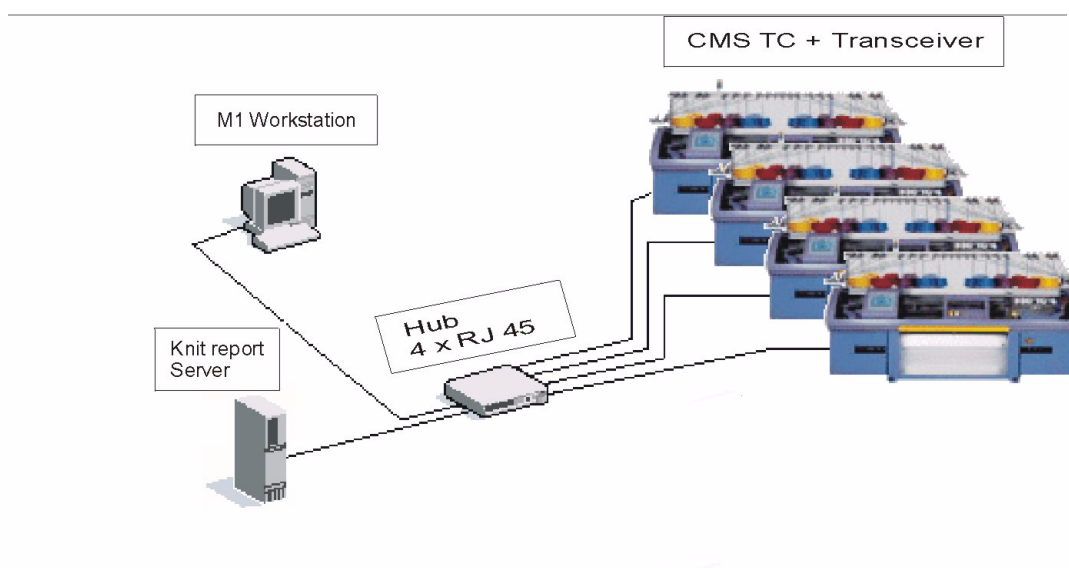 CMS TC + Transceiver
M1 Workstation
Hub
4 x RJ 45
Knit report
Server